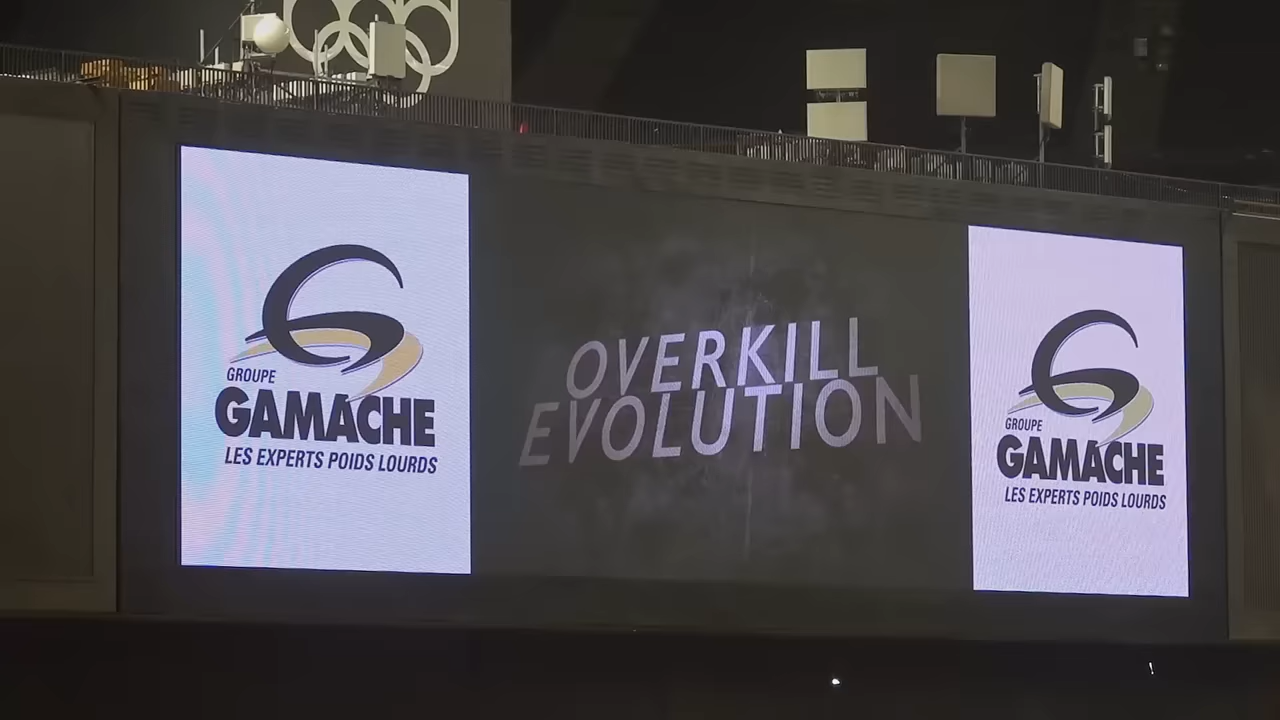 GROUPE
GAMACHE
LES EXPERTS POIDS LOURDS
OVERKILL
EVOLUTION
GROUPE
GAMACHE
LES EXPERTS POIDS LOURDS